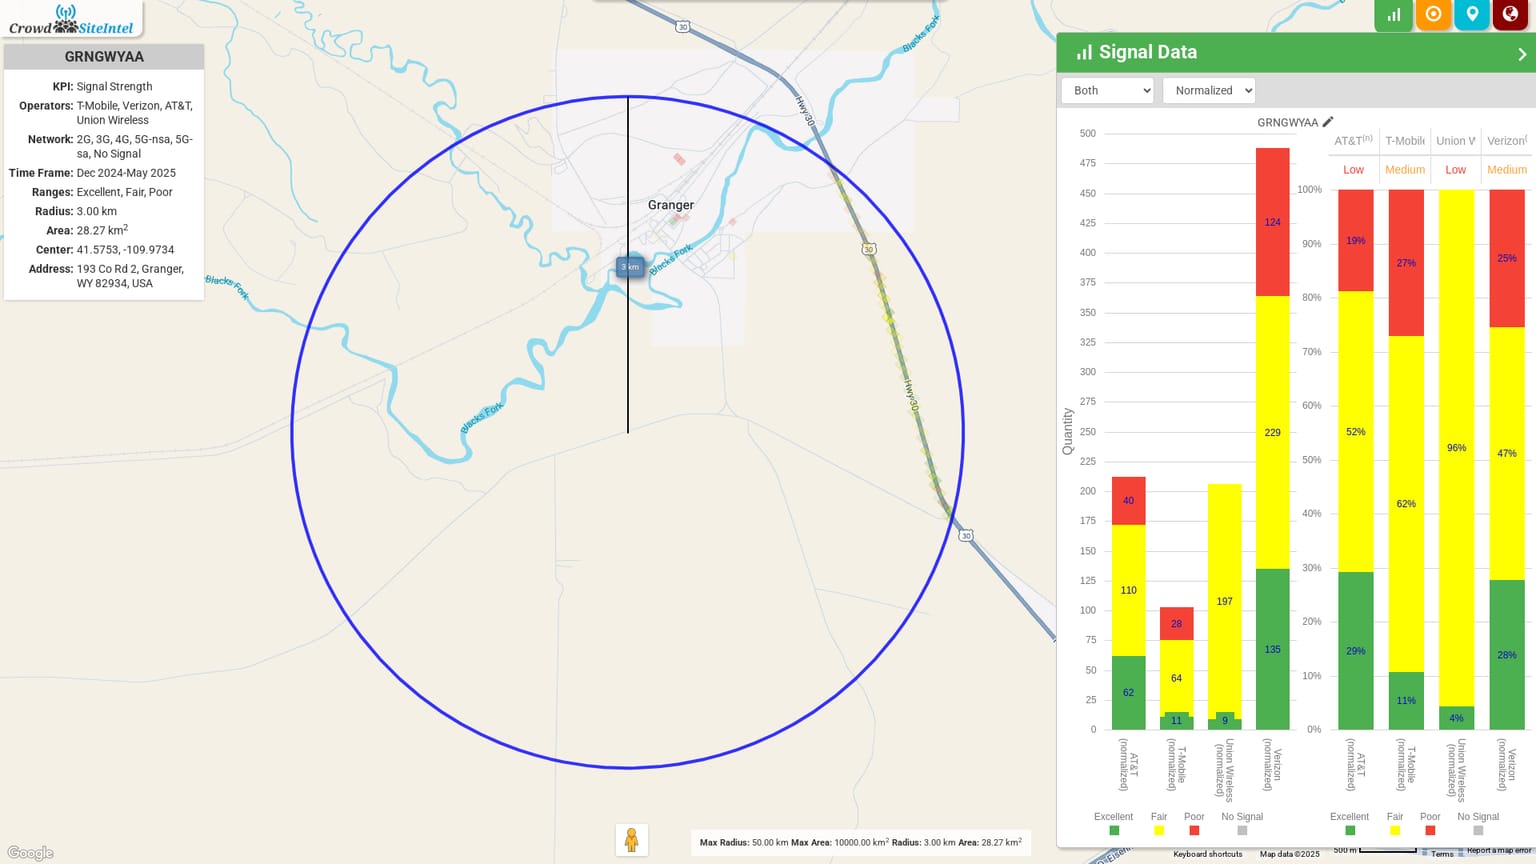 Crowd SiteIntel
GRNGWYAA
KPI: Signal Strength
Operators: T-Mobile, Verizon, AT&T,
Union Wireless
Network: 2G, 3G, 4G, 5G-nsa, 5G-
sa, No Signal
Time Frame: Dec 2024-May 2025
Ranges: Excellent, Fair, Poor
Radius: 3.00 km
Area: 28.27 km²
Center: 41.5753, -109.9734
Address: 193 Co Rd 2, Granger,
WY 82934, USA
30
Blacks Fork
Hwy 30
Granger
30
Blacks Fork
3 km
Blacks Fork
Hwy 30
Blacks Fork
30
Google
Max Radius: 50.00 km Max Area: 10000.00 km² Radius: 3.00 km Area: 28.27 km²
Signal Data
Both
Normalized
GRNGWYAA
AT&T(n) T-Mobile Union W Verizon(
Low Medium Low Medium
Quantity
500
475
450
425
400
375
350
325
300
275
250
225
200
175
150
125
100
75
50
25
0
40
110
62
28
64
11
197
9
124
229
135
AT&T
(normalized)
T-Mobile
(normalized)
Union Wireless
(normalized)
Verizon
(normalized)
Excellent Fair Poor No Signal
100%
90%
80%
70%
60%
50%
40%
30%
20%
10%
0%
19%
52%
29%
27%
62%
11%
96%
4%
25%
47%
28%
AT&T
(normalized)
T-Mobile
(normalized)
Union Wireless
(normalized)
Verizon
(normalized)
Excellent Fair Poor No Signal
Keyboard shortcuts Map data ©2025 500 m Terms Report a map error